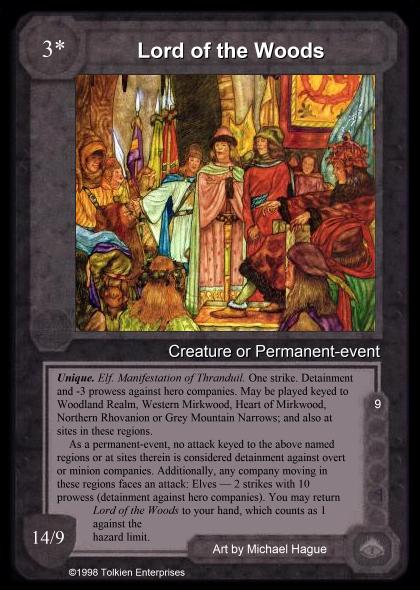 3*
Lord of the Woods
Creature or Permanent-event
Unique. Elf. Manifestation of Thranduil. One strike. Detainment
and -3 prowess against hero companies. May be played keyed to
Woodland Realm, Western Mirkwood, Heart of Mirkwood,
Northern Rhovanion or Grey Mountain Narrows; and also at
sites in these regions.
As a permanent-event, no attack keyed to the above named
regions or at sites therein is considered detainment against overt
or minion companies. Additionally, any company moving in
these regions faces an attack: Elves — 2 strikes with 10
prowess (detainment against hero companies). You may return
Lord of the Woods to your hand, which counts as 1
against the
hazard limit.
9
14/9
Art by Michael Hague
©1998 Tolkien Enterprises